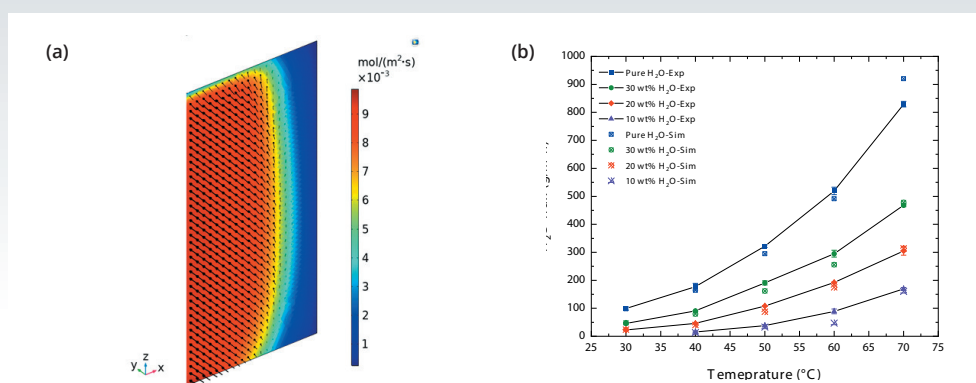 (a)
mol/(m²·s)
×10⁻³
9
8
7
6
5
4
3
2
1
z
y
x
(b)
1000
900
800
700
600
500
400
300
200
100
0
Pure H₂O-Exp
30 wt% H₂O-Exp
20 wt% H₂O-Exp
10 wt% H₂O-Exp
Pure H₂O-Sim
30 wt% H₂O-Sim
20 wt% H₂O-Sim
10 wt% H₂O-Sim
25 30 35 40 45 50 55 60 65 70 75
Temeprature (°C)